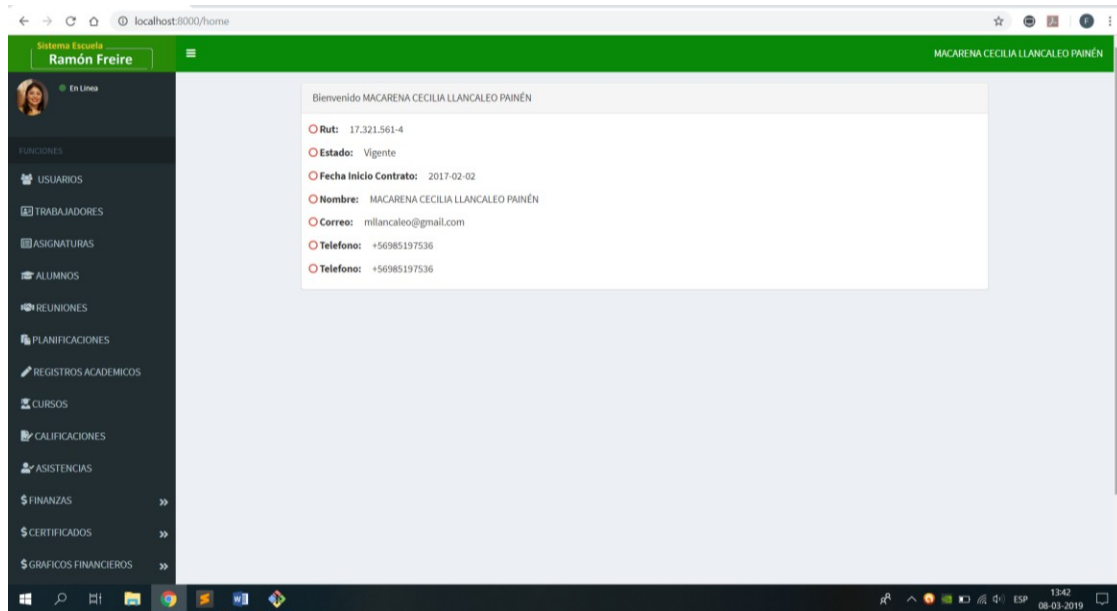 localhost:8000/home
Sistema Escuela
Ramón Freire
MACARENA CECILIA LLANCALEO PAINÉN
En Linea
FUNCIONES
USUARIOS
TRABAJADORES
ASIGNATURAS
ALUMNOS
REUNIONES
PLANIFICACIONES
REGISTROS ACADEMICOS
CURSOS
CALIFICACIONES
ASISTENCIAS
$ FINANZAS
$ CERTIFICADOS
$ GRAFICOS FINANCIEROS
Bienvenido MACARENA CECILIA LLANCALEO PAINÉN
Rut: 17.321.561-4
Estado: Vigente
Fecha Inicio Contrato: 2017-02-02
Nombre: MACARENA CECILIA LLANCALEO PAINÉN
Correo: mllancaleo@gmail.com
Telefono: +56985197536
Telefono: +56985197536
ESP
13:42
08-03-2019